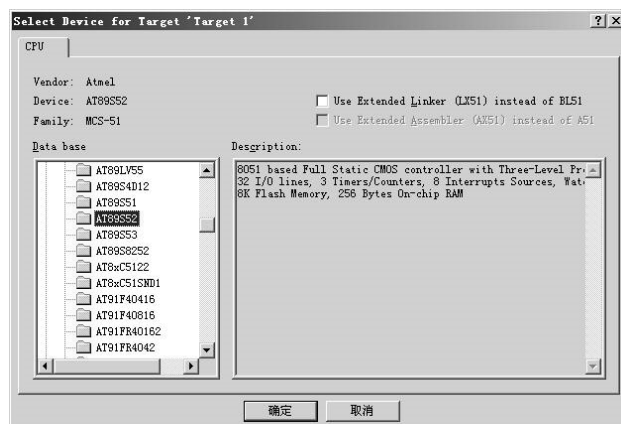 Select Device for Target 'Target 1'
CPU
Vendor: Atmel
Device: AT89S52
Family: MCS-51
Use Extended Linker (LX51) instead of BL51
Use Extended Assembler (AX51) instead of A51
Data base
Description:
AT89LV55
AT89S4D12
AT89S51
AT89S52
AT89S53
AT89S8252
AT8xC5122
AT8xC51SND1
AT91F40416
AT91F40816
AT91FR40162
AT91FR4042
8051 based Full Static CMOS controller with Three-Level Pr
32 I/O lines, 3 Timers/Counters, 8 Interrupts Sources, Wat
8K Flash Memory, 256 Bytes On-chip RAM
确定
取消